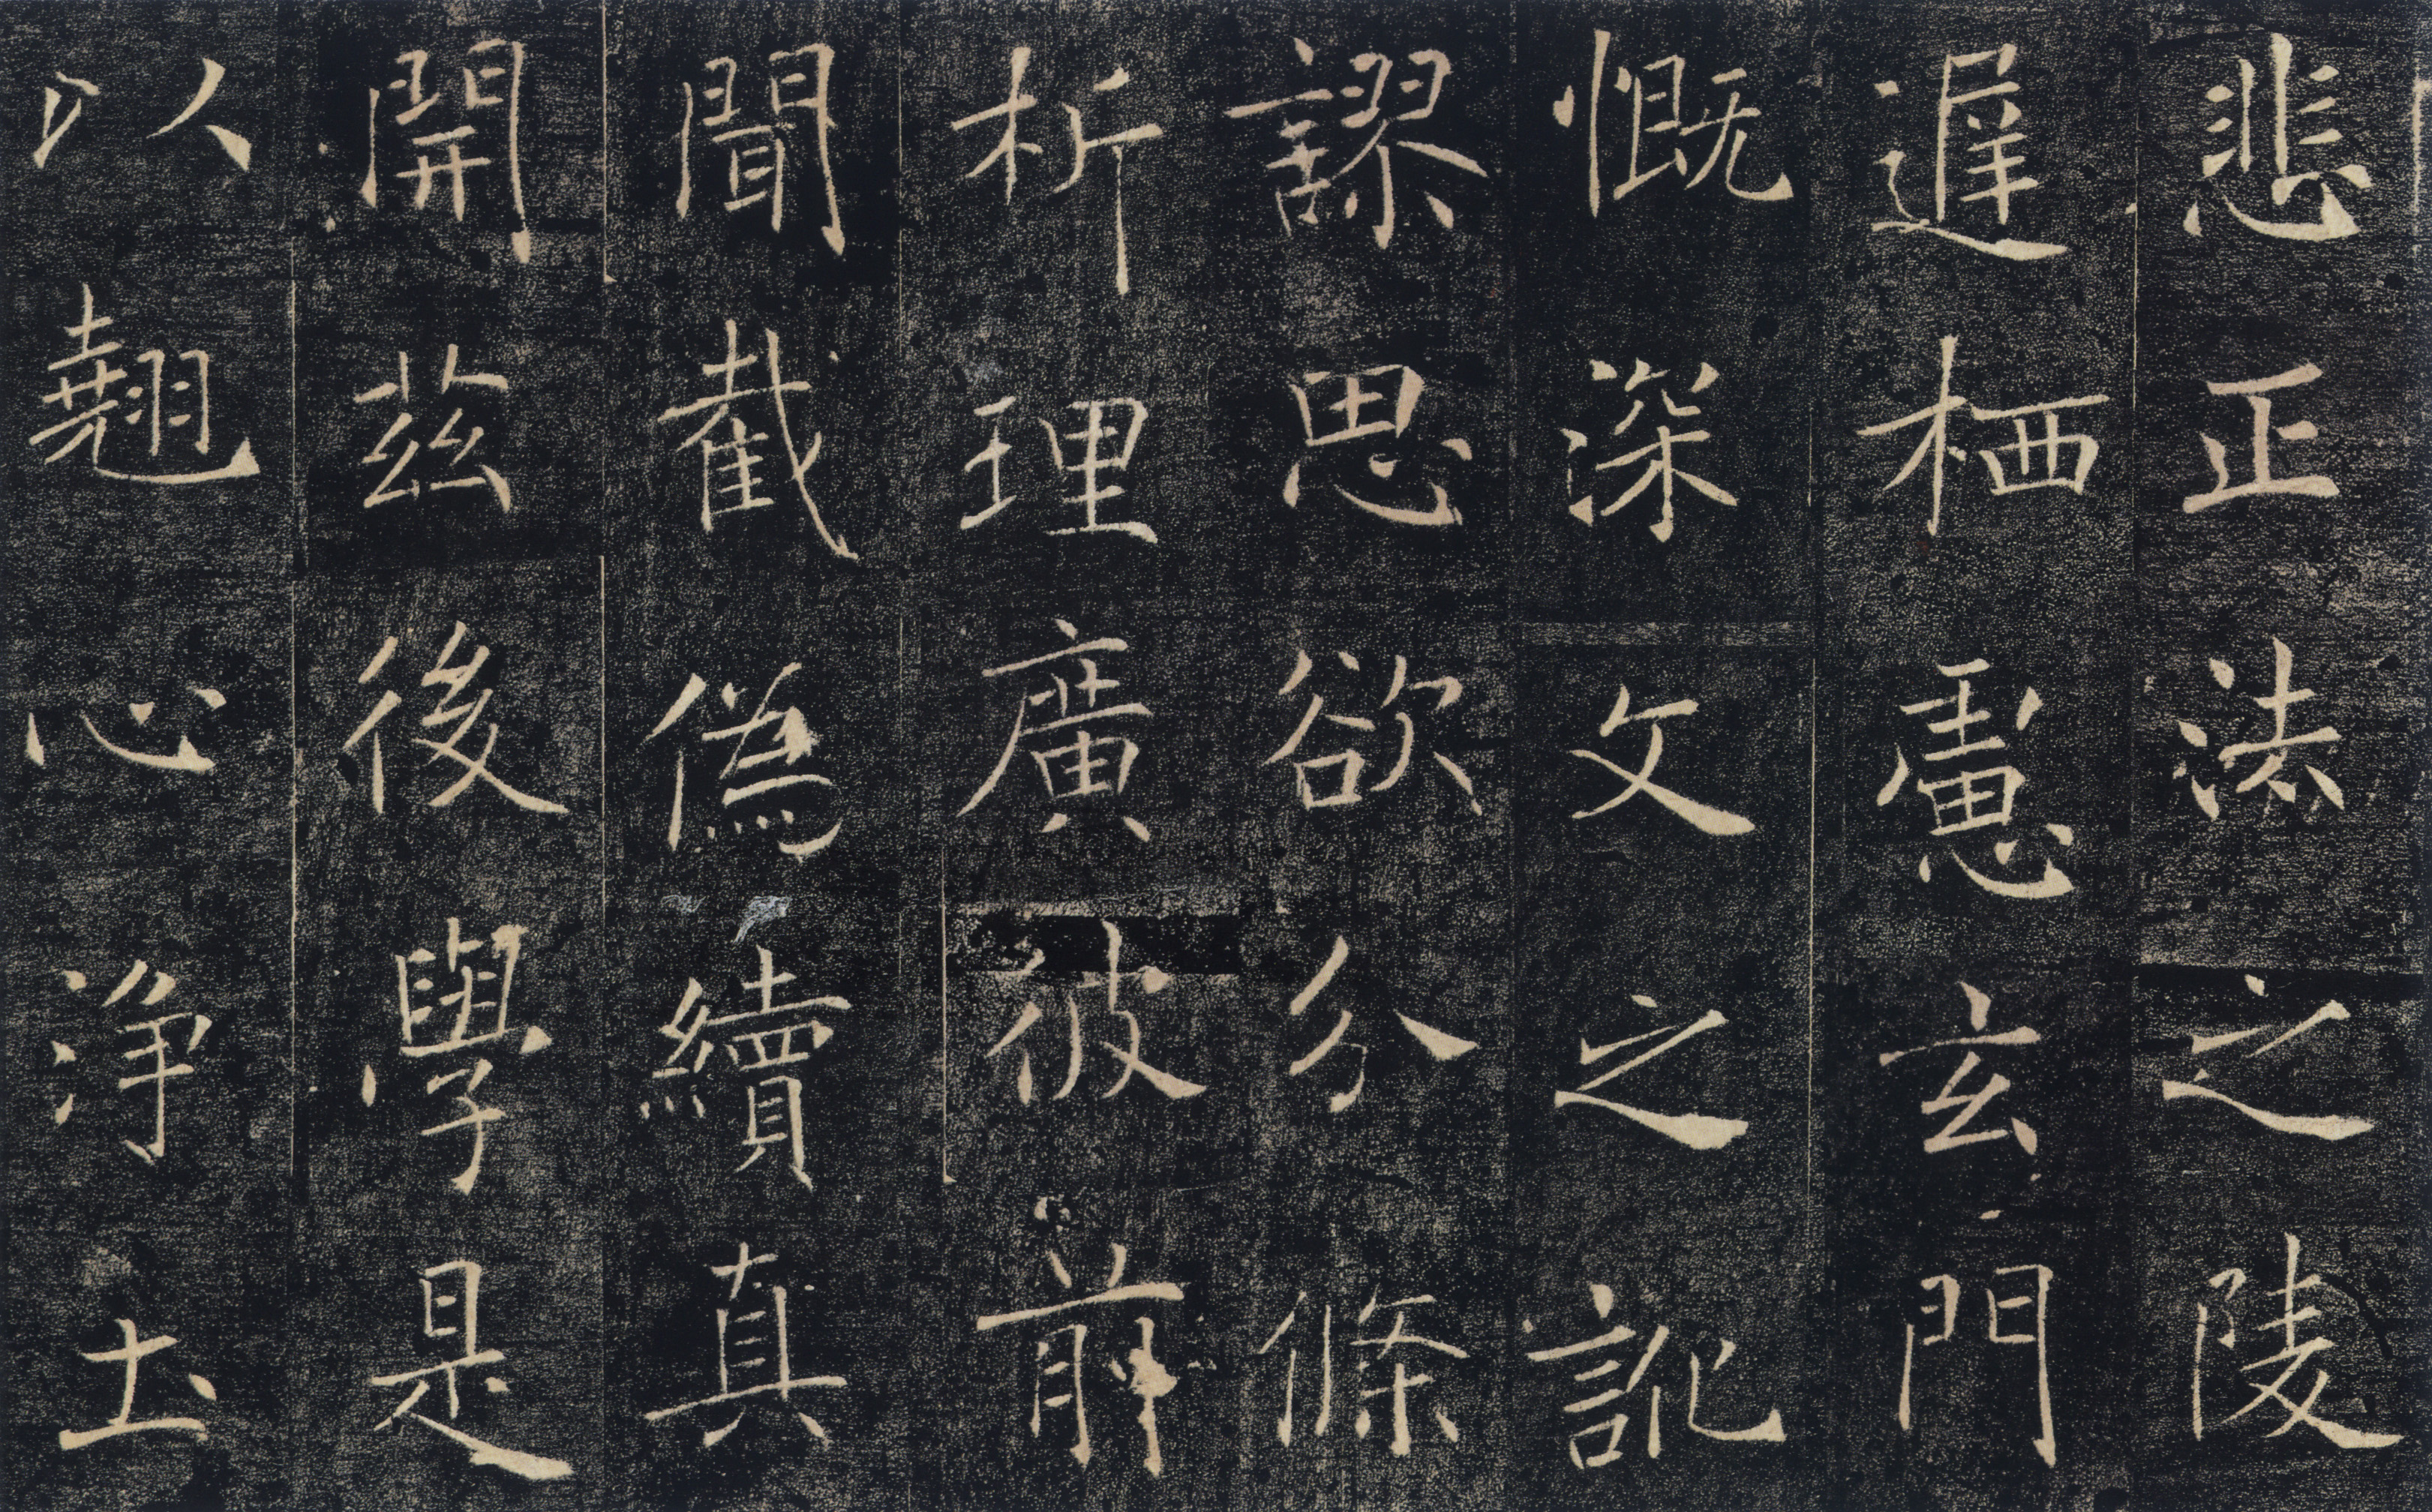 悲正法之陵
遲栖慮玄門
慨深文之訛
謬思欲分條
析理廣彼前
聞截偽續真
開茲後學是
以翹心淨土